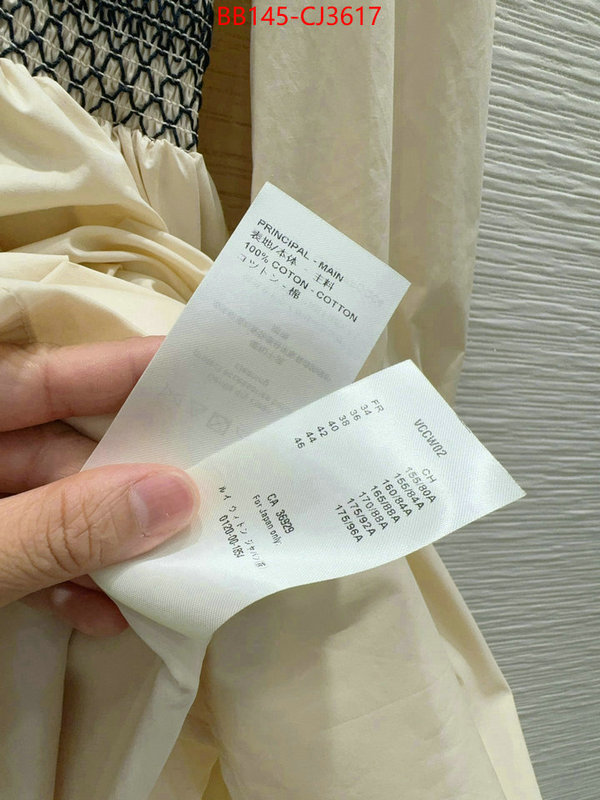 BB145-CJ3617
PRINCIPAL - MAIN
表地/本体 主料
100% COTON - COTTON
コットン - 棉
VCCW02
FR
34
36
38
40
42
44
46
CH
155/80A
155/84A
160/84A
165/88A
170/88A
175/92A
175/96A
CA 36929
For Japan only:
ルイ ヴィトン ジャパン
0120-00-1854